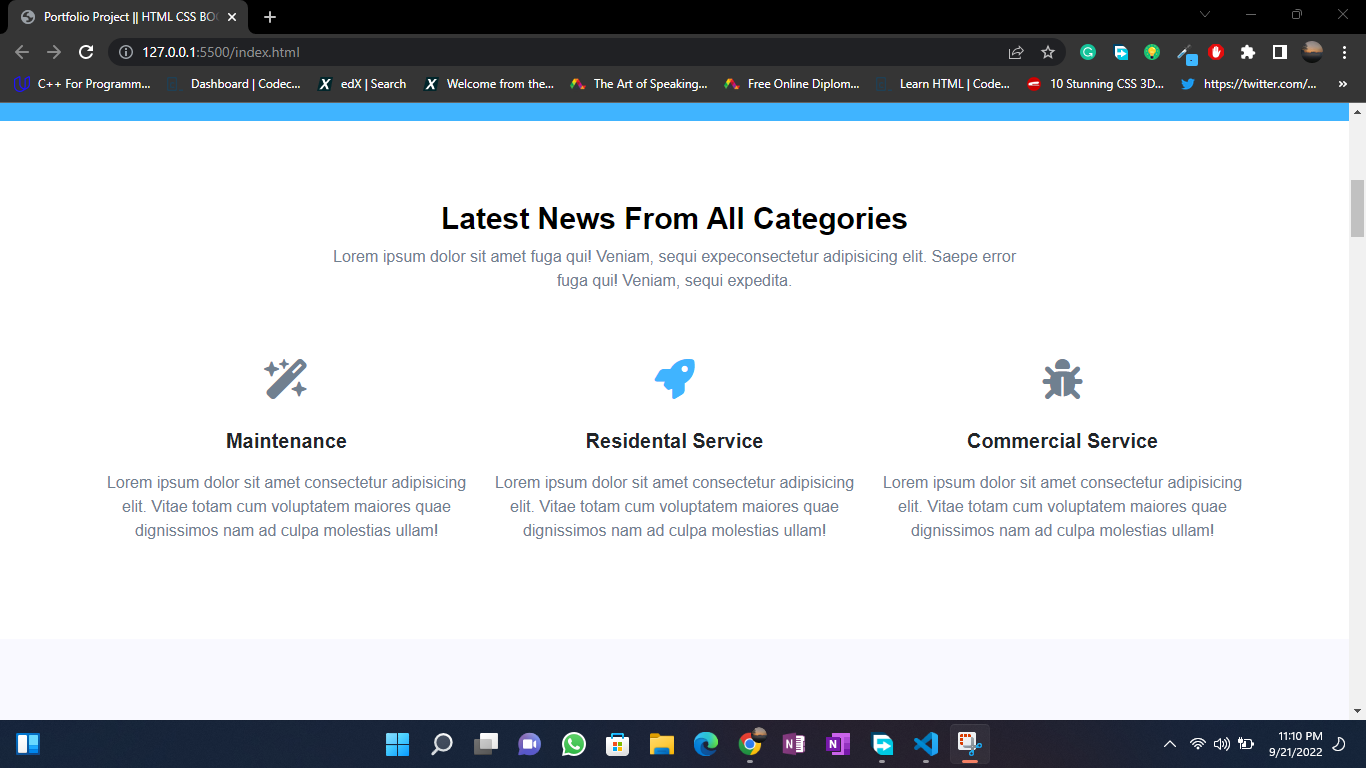 Portfolio Project || HTML CSS BOO
127.0.0.1:5500/index.html
C++ For Programm... Dashboard | Codec... edX | Search Welcome from the... The Art of Speaking... Free Online Diplom... Learn HTML | Code... 10 Stunning CSS 3D... https://twitter.com/... »
Latest News From All Categories
Lorem ipsum dolor sit amet fuga qui! Veniam, sequi expeconsectetur adipisicing elit. Saepe error
fuga qui! Veniam, sequi expedita.
Maintenance
Lorem ipsum dolor sit amet consectetur adipisicing
elit. Vitae totam cum voluptatem maiores quae
dignissimos nam ad culpa molestias ullam!
Residental Service
Lorem ipsum dolor sit amet consectetur adipisicing
elit. Vitae totam cum voluptatem maiores quae
dignissimos nam ad culpa molestias ullam!
Commercial Service
Lorem ipsum dolor sit amet consectetur adipisicing
elit. Vitae totam cum voluptatem maiores quae
dignissimos nam ad culpa molestias ullam!
11:10 PM
9/21/2022